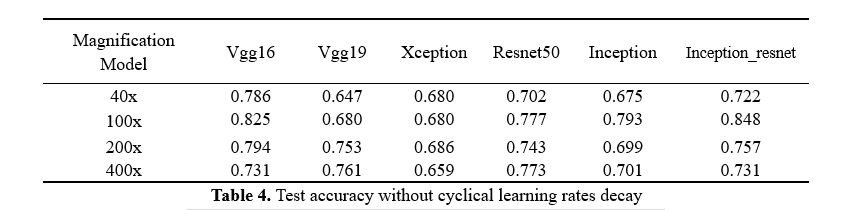 Magnification Model Vgg16 Vgg19 Xception Resnet50 Inception Inception_resnet
40x 0.786 0.647 0.680 0.702 0.675 0.722
100x 0.825 0.680 0.680 0.777 0.793 0.848
200x 0.794 0.753 0.686 0.743 0.699 0.757
400x 0.731 0.761 0.659 0.773 0.701 0.731
Table 4. Test accuracy without cyclical learning rates decay